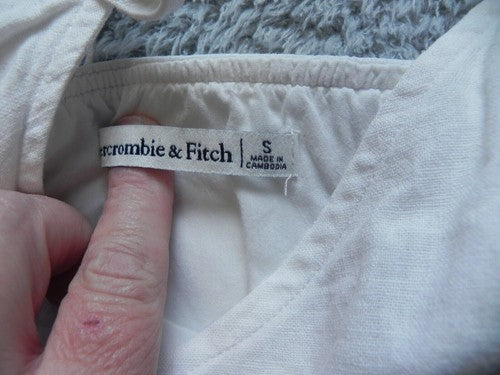 ercrombie & Fitch
S
MADE IN
CAMBODIA